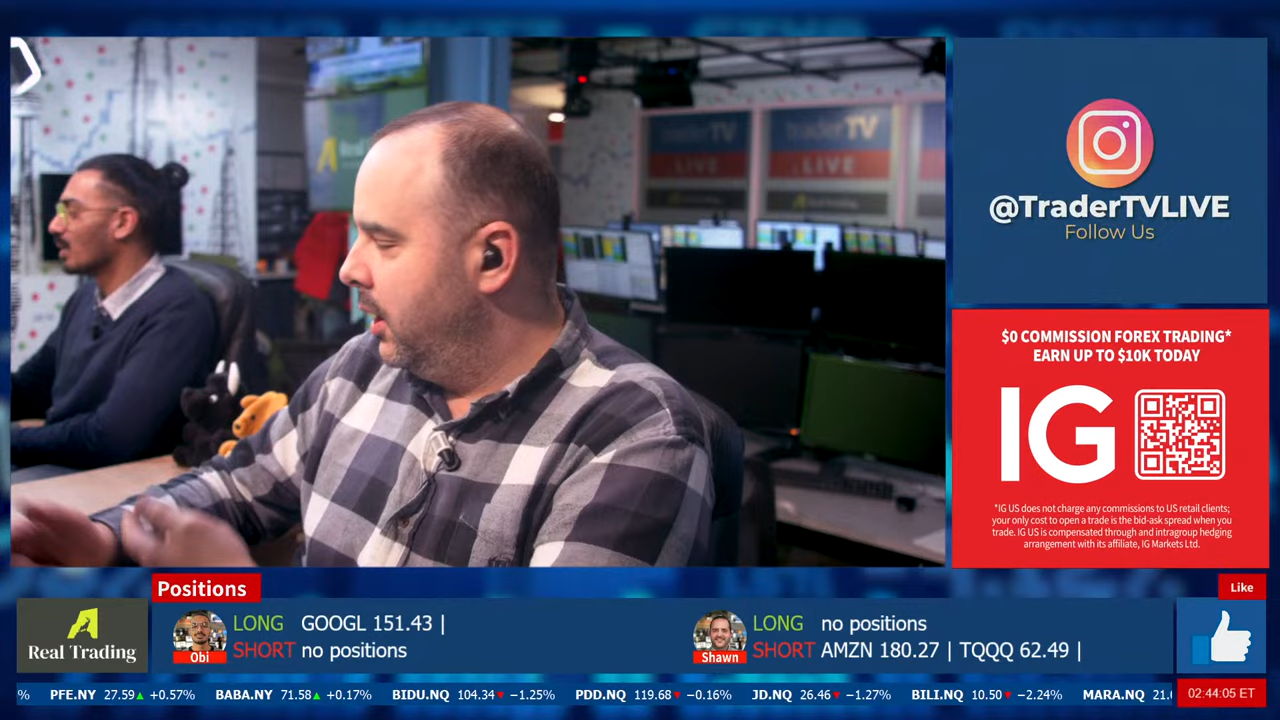 TraderTV
LIVE
TraderTV
LIVE
@TraderTVLIVE
Follow Us
$0 COMMISSION FOREX TRADING*
EARN UP TO $10K TODAY
IG
*IG US does not charge any commissions to US retail clients;
your only cost to open a trade is the bid-ask spread when you
trade. IG US is compensated through and intragroup hedging
arrangement with its affiliate, IG Markets Ltd.
Positions
Like
Real Trading
Obi
LONG GOOGL 151.43 |
SHORT no positions
Shawn
LONG no positions
SHORT AMZN 180.27 | TQQQ 62.49 |
% PFE.NY 27.59▲ +0.57% BABA.NY 71.58▲ +0.17% BIDU.NQ 104.34▼ −1.25% PDD.NQ 119.68▼ −0.16% JD.NQ 26.46▼ −1.27% BILI.NQ 10.50▼ −2.24% MARA.NQ 21.
02:44:05 ET